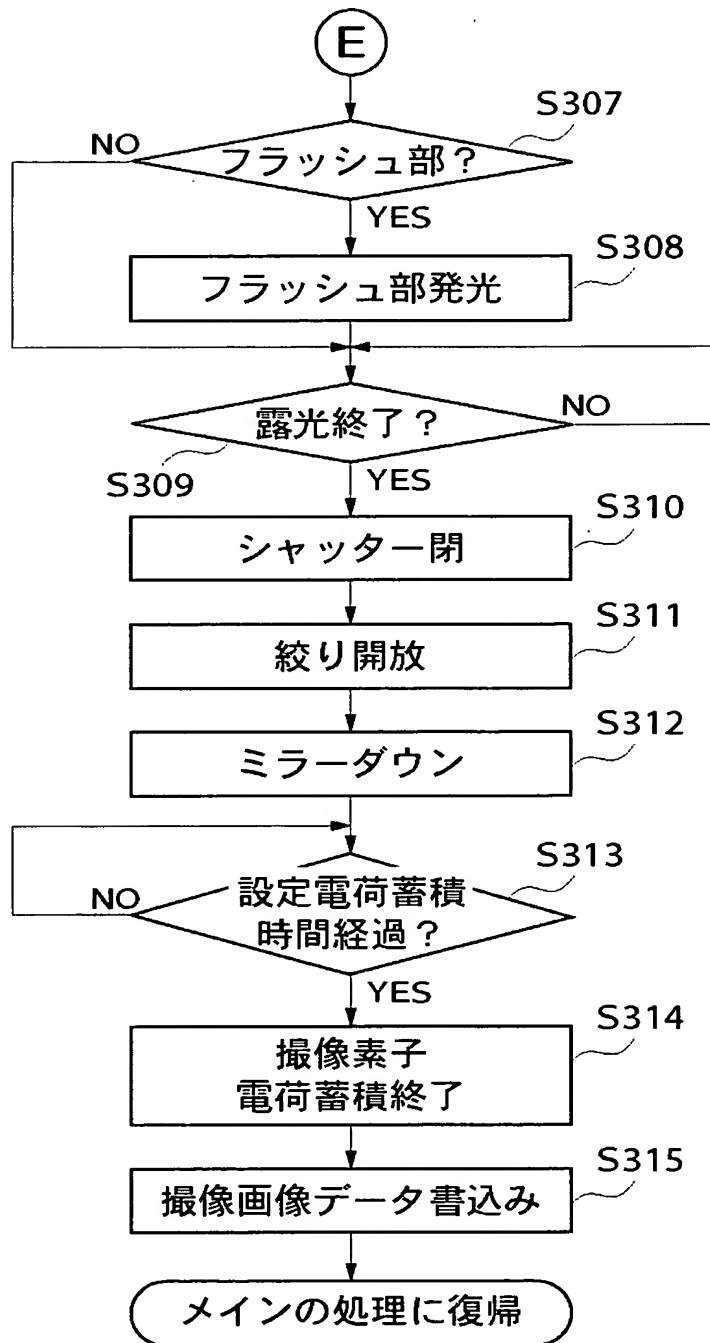 E
S307
NO
フラッシュ部?
YES
S308
フラッシュ部発光
露光終了?
NO
S309
YES
S310
シャッター閉
S311
絞り開放
S312
ミラーダウン
S313
設定電荷蓄積
NO
時間経過?
YES
S314
撮像素子
電荷蓄積終了
S315
撮像画像データ書込み
メインの処理に復帰